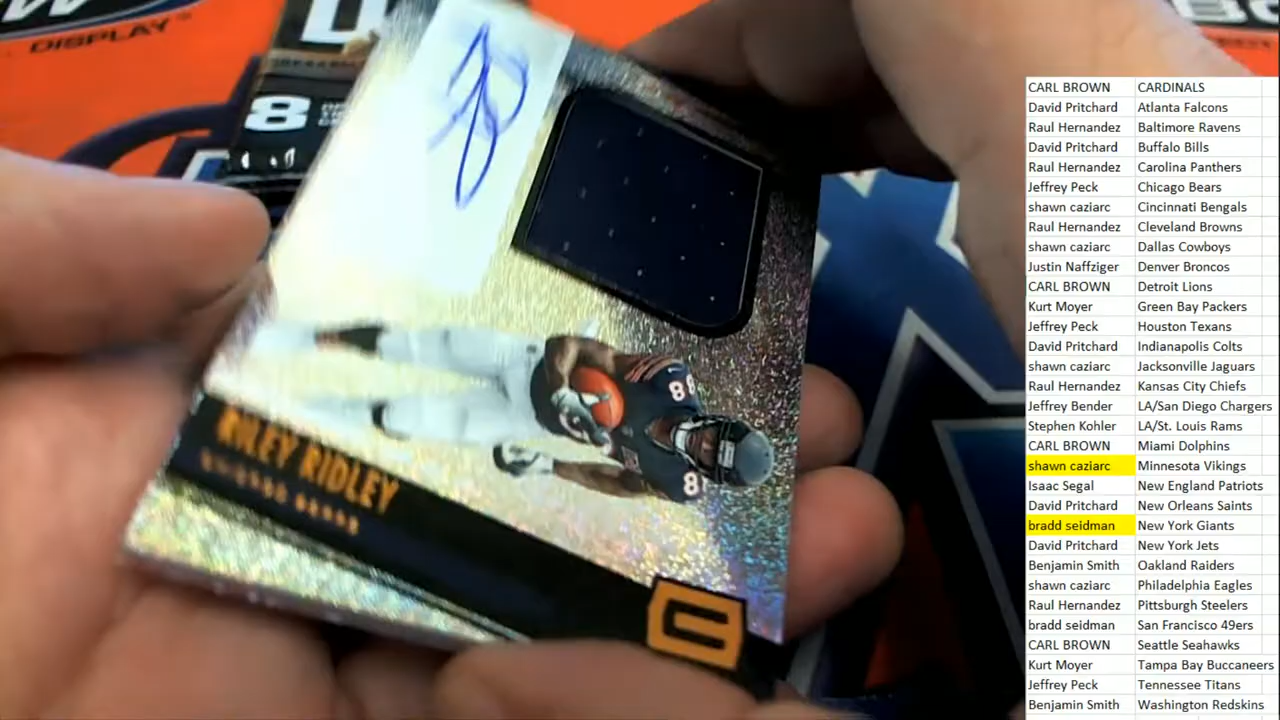 DISPLAY
8
RILEY RIDLEY
88
8
CARL BROWN CARDINALS
David Pritchard Atlanta Falcons
Raul Hernandez Baltimore Ravens
David Pritchard Buffalo Bills
Raul Hernandez Carolina Panthers
Jeffrey Peck Chicago Bears
shawn caziarc Cincinnati Bengals
Raul Hernandez Cleveland Browns
shawn caziarc Dallas Cowboys
Justin Naffziger Denver Broncos
CARL BROWN Detroit Lions
Kurt Moyer Green Bay Packers
Jeffrey Peck Houston Texans
David Pritchard Indianapolis Colts
shawn caziarc Jacksonville Jaguars
Raul Hernandez Kansas City Chiefs
Jeffrey Bender LA/San Diego Chargers
Stephen Kohler LA/St. Louis Rams
CARL BROWN Miami Dolphins
shawn caziarc Minnesota Vikings
Isaac Segal New England Patriots
David Pritchard New Orleans Saints
bradd seidman New York Giants
David Pritchard New York Jets
Benjamin Smith Oakland Raiders
shawn caziarc Philadelphia Eagles
Raul Hernandez Pittsburgh Steelers
bradd seidman San Francisco 49ers
CARL BROWN Seattle Seahawks
Kurt Moyer Tampa Bay Buccaneers
Jeffrey Peck Tennessee Titans
Benjamin Smith Washington Redskins